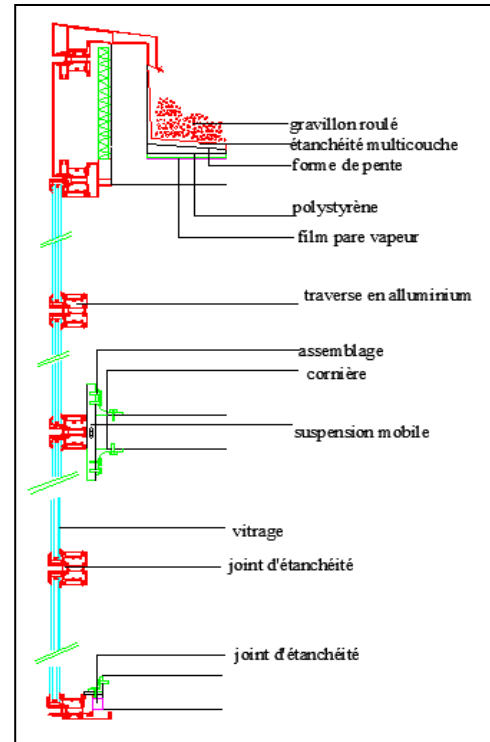 gravillon roulé
étanchéité multicouche
forme de pente
polystyrène
film pare vapeur
traverse en alluminium
assemblage
cornière
suspension mobile
vitrage
joint d'étanchéité
joint d'étanchéité